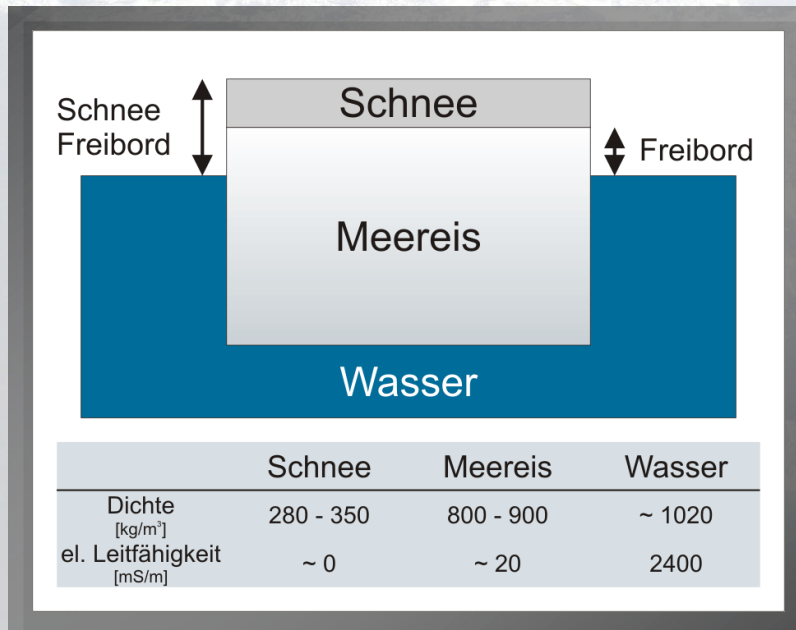 Schnee
Freibord
Schnee
Freibord
Meereis
Wasser
Schnee Meereis Wasser
Dichte
[kg/m³] 280 - 350 800 - 900 ~ 1020
el. Leitfähigkeit
[mS/m] ~ 0 ~ 20 2400